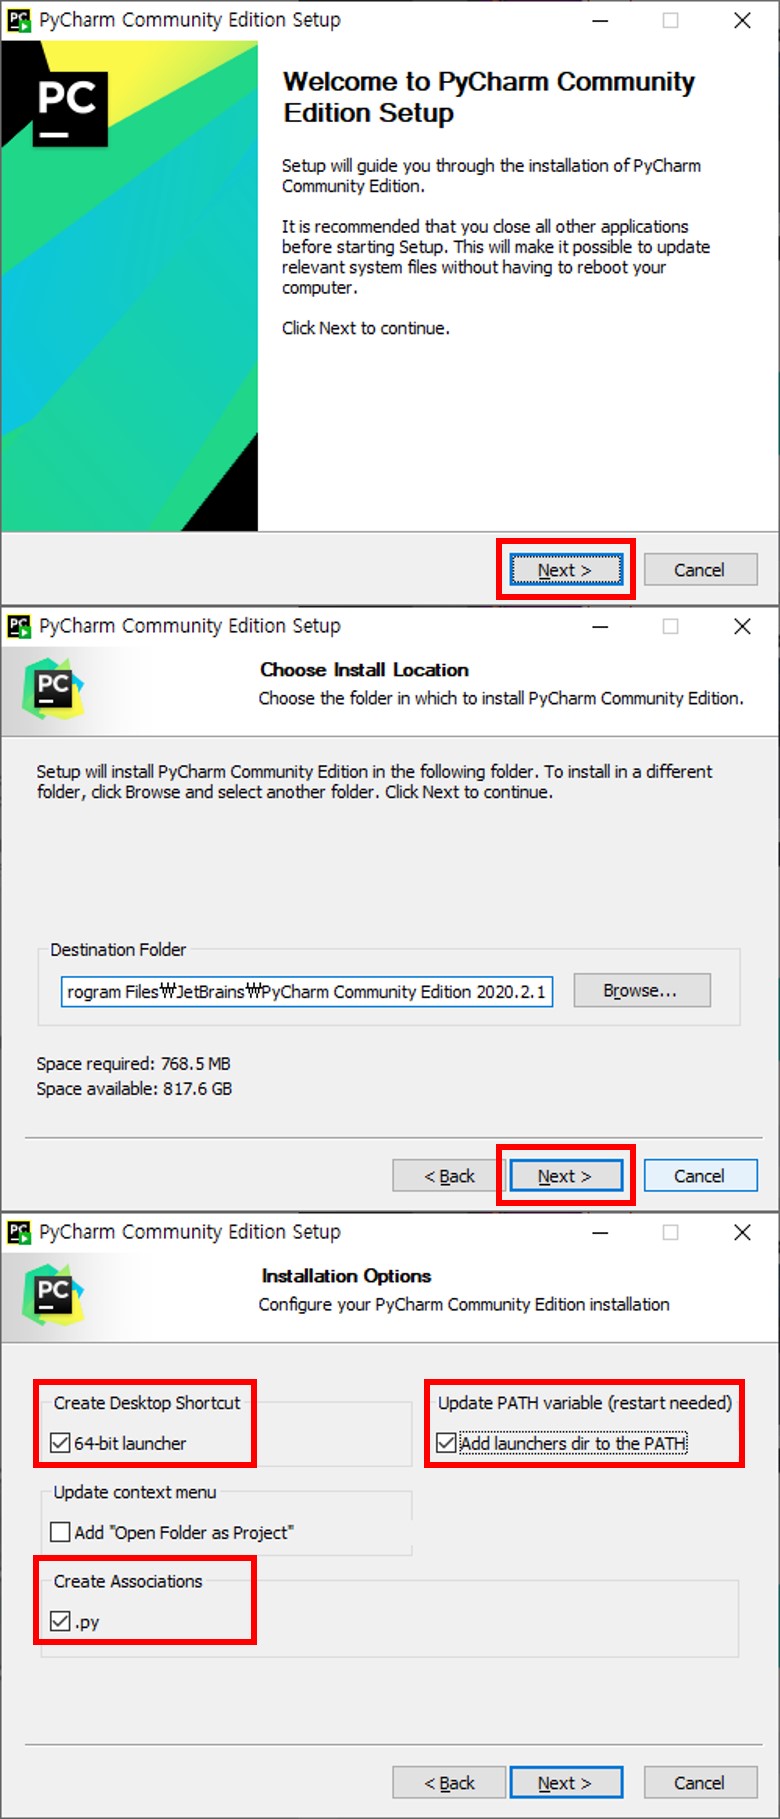 PyCharm Community Edition Setup
PC
Welcome to PyCharm Community
Edition Setup
Setup will guide you through the installation of PyCharm
Community Edition.
It is recommended that you close all other applications
before starting Setup. This will make it possible to update
relevant system files without having to reboot your
computer.
Click Next to continue.
Next >
Cancel
PyCharm Community Edition Setup
PC
Choose Install Location
Choose the folder in which to install PyCharm Community Edition.
Setup will install PyCharm Community Edition in the following folder. To install in a different
folder, click Browse and select another folder. Click Next to continue.
Destination Folder
rogram Files₩JetBrains₩PyCharm Community Edition 2020.2.1
Browse...
Space required: 768.5 MB
Space available: 817.6 GB
< Back
Next >
Cancel
PyCharm Community Edition Setup
PC
Installation Options
Configure your PyCharm Community Edition installation
Create Desktop Shortcut
64-bit launcher
Update PATH variable (restart needed)
Add launchers dir to the PATH
Update context menu
Add "Open Folder as Project"
Create Associations
.py
< Back
Next >
Cancel